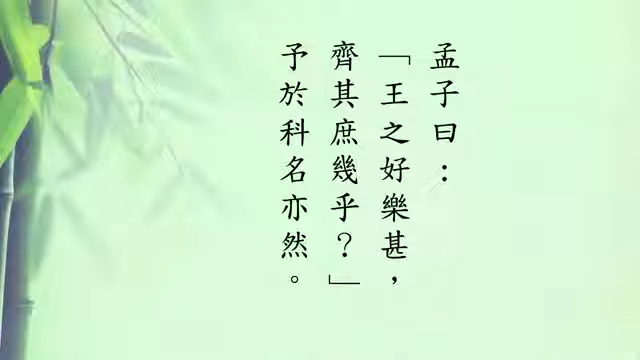 孟子曰：
「王之好樂甚，
齊其庶幾乎？」
予於科名亦然。